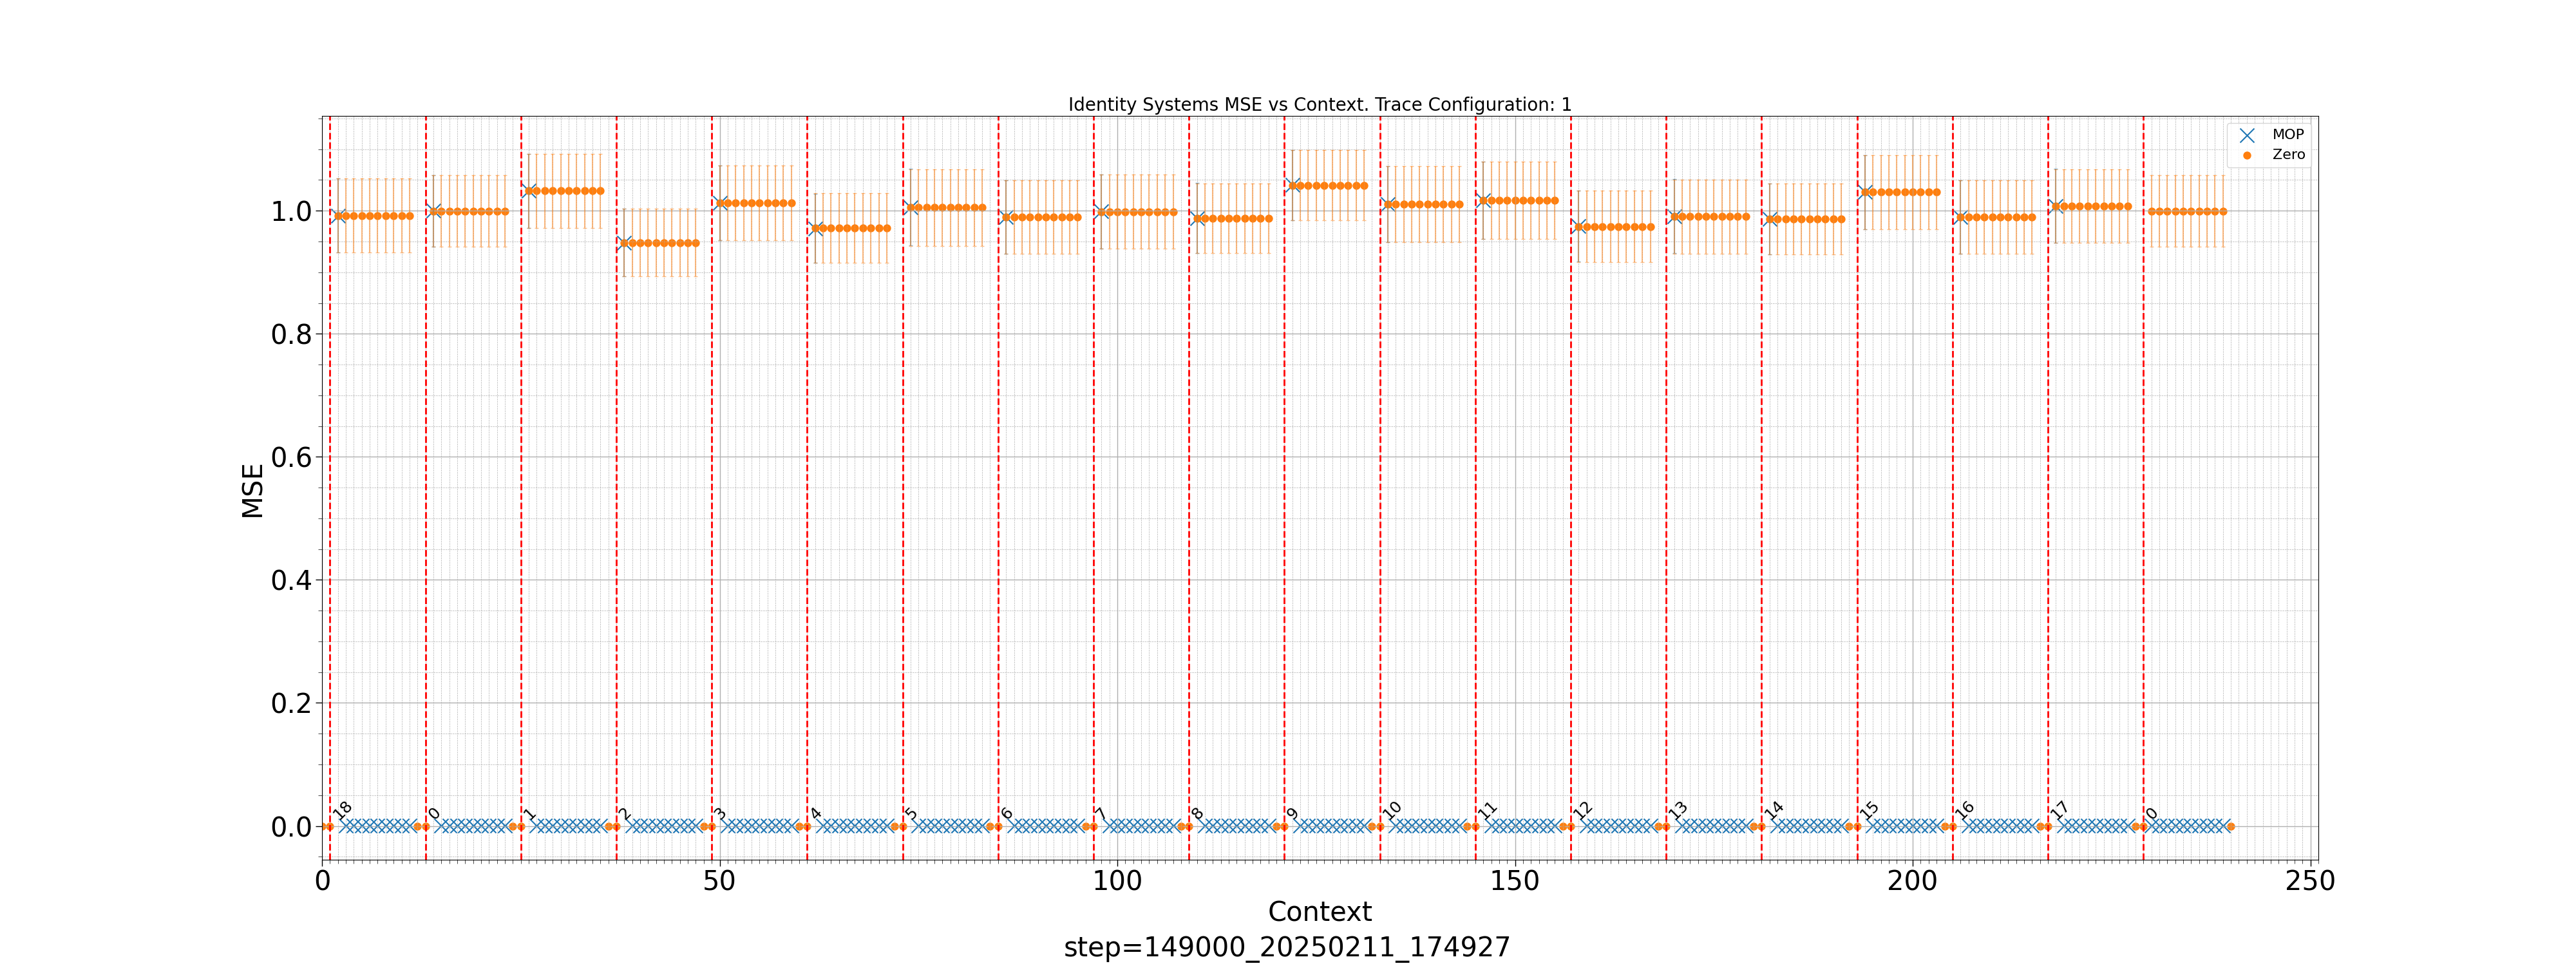 Identity Systems MSE vs Context. Trace Configuration: 1
MOP
Zero
1.0
0.8
0.6
0.4
0.2
0.0
MSE
18 0 1 2 3 4 5 6 7 8 9 10 11 12 13 14 15 16 17 0
0 50 100 150 200 250
Context
step=149000_20250211_174927